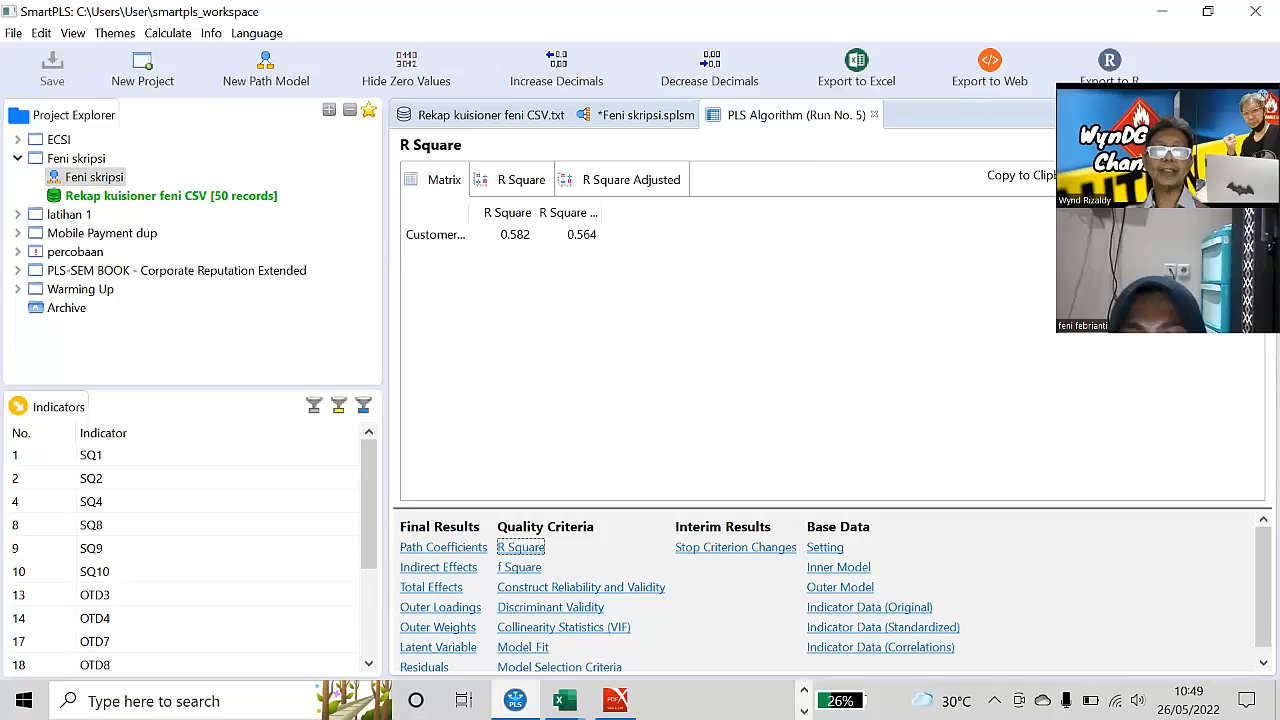 SmartPLS: C:\Users\User\smartpls_workspace
File Edit View Themes Calculate Info Language
Save New Project New Path Model Hide Zero Values Increase Decimals Decrease Decimals Export to Excel Export to Web Export to R
Project Explorer
ECSI
Feni skripsi
Feni skripsi
Rekap kuisioner feni CSV [50 records]
latihan 1
Mobile Payment dup
percobaan
PLS-SEM BOOK - Corporate Reputation Extended
Warming Up
Archive
Indicators
No. Indicator
1 SQ1
2 SQ2
4 SQ4
8 SQ8
9 SQ9
10 SQ10
13 OTD3
14 OTD4
17 OTD7
18 OTD8
Rekap kuisioner feni CSV.txt *Feni skripsi.splsm PLS Algorithm (Run No. 5)
R Square
Matrix R Square R Square Adjusted Copy to Clipb
R Square R Square ...
Customer... 0.582 0.564
WynDG
Chan
Wynd Rizaldy
feni febrianti
Final Results Quality Criteria Interim Results Base Data
Path Coefficients R Square Stop Criterion Changes Setting
Indirect Effects f Square Inner Model
Total Effects Construct Reliability and Validity Outer Model
Outer Loadings Discriminant Validity Indicator Data (Original)
Outer Weights Collinearity Statistics (VIF) Indicator Data (Standardized)
Latent Variable Model Fit Indicator Data (Correlations)
Residuals Model Selection Criteria
Type here to search
PLS
PDF
26%
30°C
10:49
26/05/2022